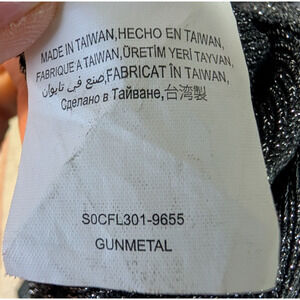 MADE IN TAIWAN,HECHO EN TAIWAN,
FABRIQUE A TAIWAN,ÜRETİM YERİ TAYVAN,
صنع في تايوان,FABRICAT ÎN TAIWAN,
Сделано в Тайване,台湾製
S0CFL301-9655
GUNMETAL